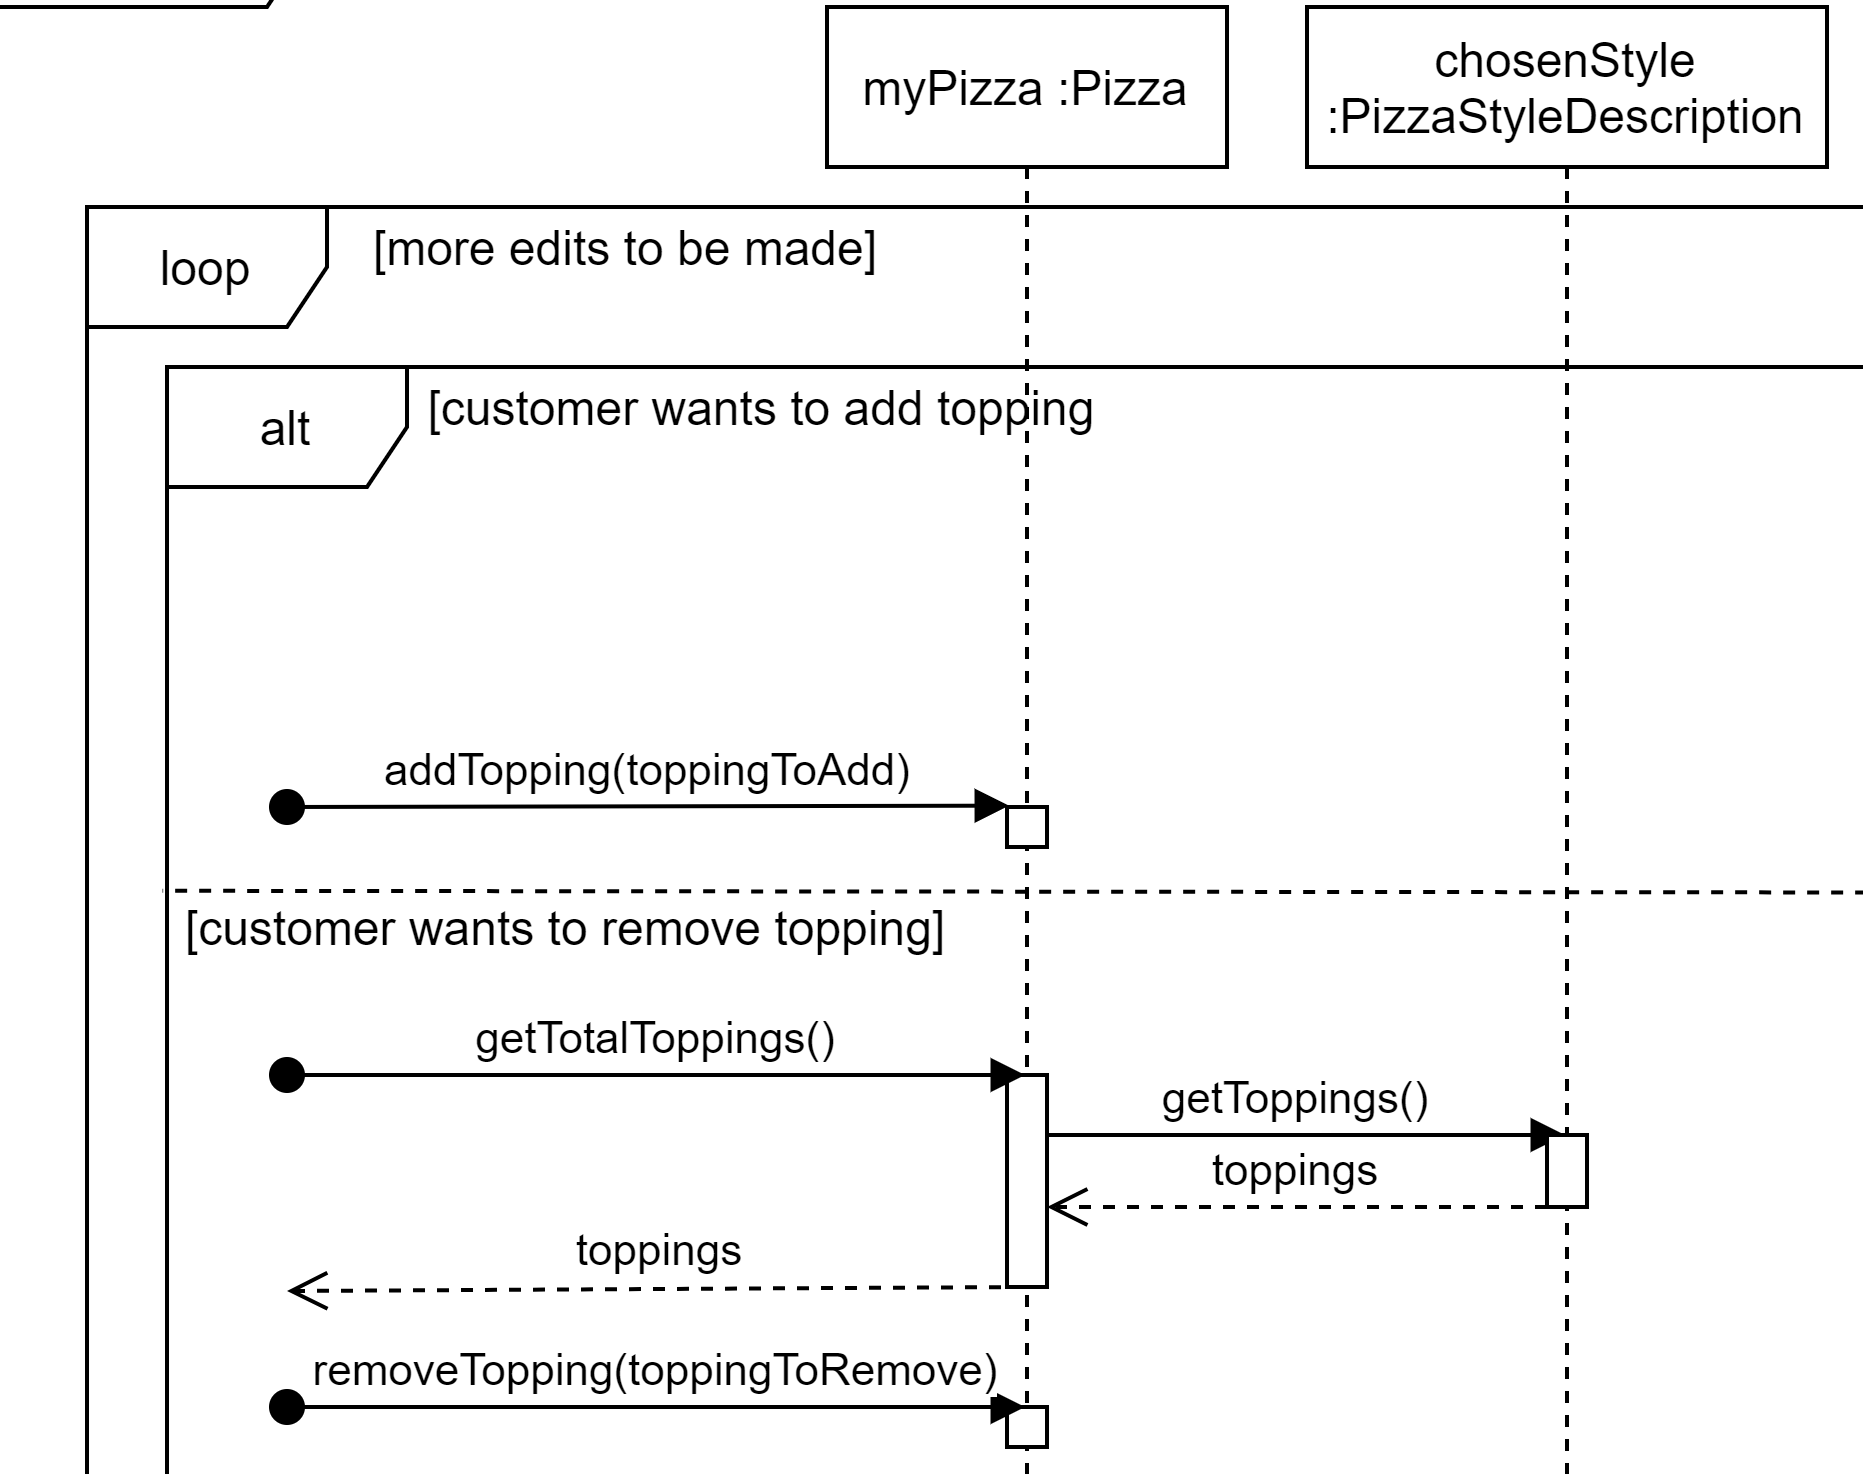 myPizza :Pizza
chosenStyle
:PizzaStyleDescription
loop
[more edits to be made]
alt
[customer wants to add topping
addTopping(toppingToAdd)
[customer wants to remove topping]
getTotalToppings()
getToppings()
toppings
toppings
removeTopping(toppingToRemove)